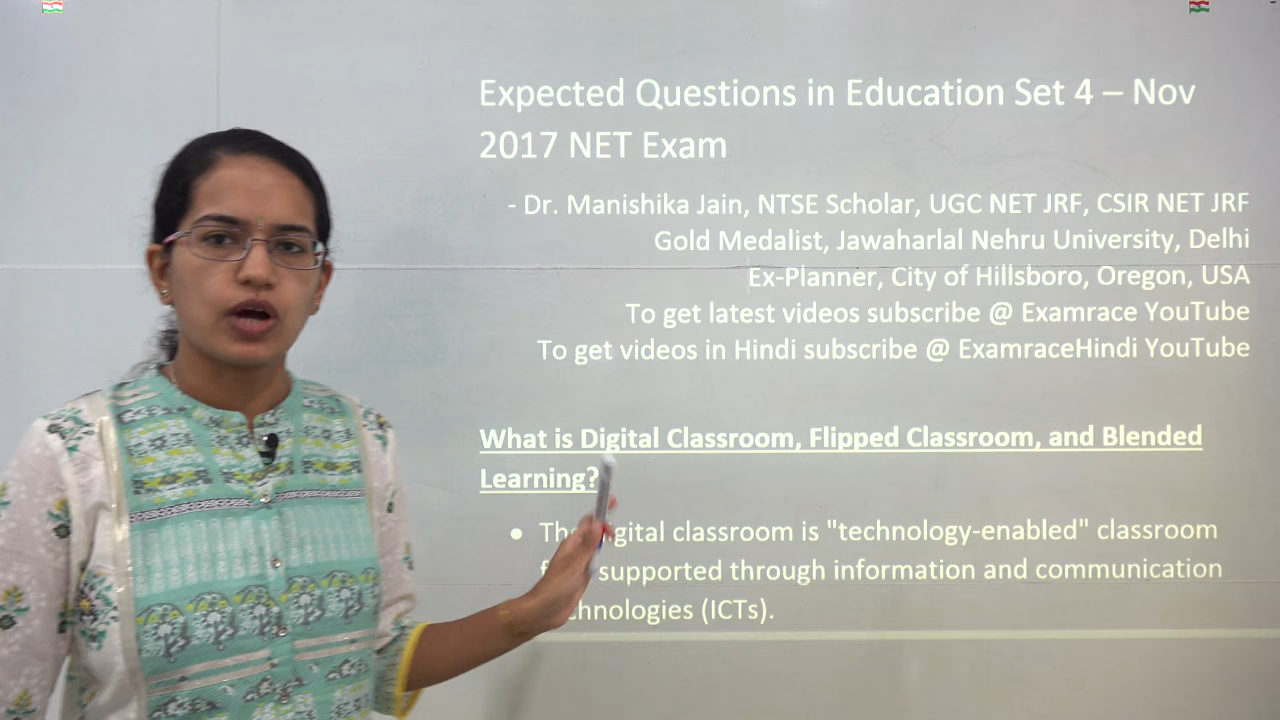 Expected Questions in Education Set 4 – Nov
2017 NET Exam
- Dr. Manishika Jain, NTSE Scholar, UGC NET JRF, CSIR NET JRF
Gold Medalist, Jawaharlal Nehru University, Delhi
Ex-Planner, City of Hillsboro, Oregon, USA
To get latest videos subscribe @ Examrace YouTube
To get videos in Hindi subscribe @ ExamraceHindi YouTube
What is Digital Classroom, Flipped Classroom, and Blended
Learning?
• The digital classroom is "technology-enabled" classroom
supported through information and communication
technologies (ICTs).